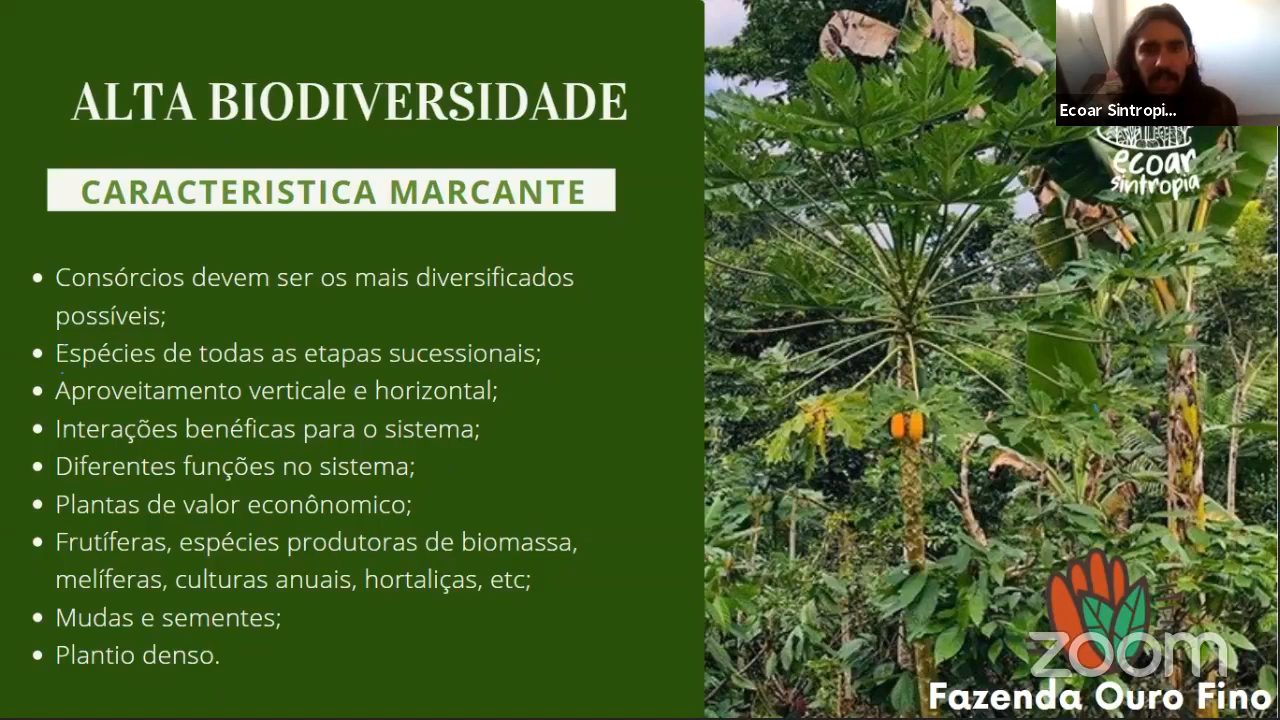 ALTA BIODIVERSIDADE
CARACTERISTICA MARCANTE
• Consórcios devem ser os mais diversificados
possíveis;
• Espécies de todas as etapas sucessionais;
• Aproveitamento verticale e horizontal;
• Interações benéficas para o sistema;
• Diferentes funções no sistema;
• Plantas de valor econônomico;
• Frutíferas, espécies produtoras de biomassa,
melíferas, culturas anuais, hortaliças, etc;
• Mudas e sementes;
• Plantio denso.
Ecoar Sintropi...
ecoar
sintropia
zoom
Fazenda Ouro Fino